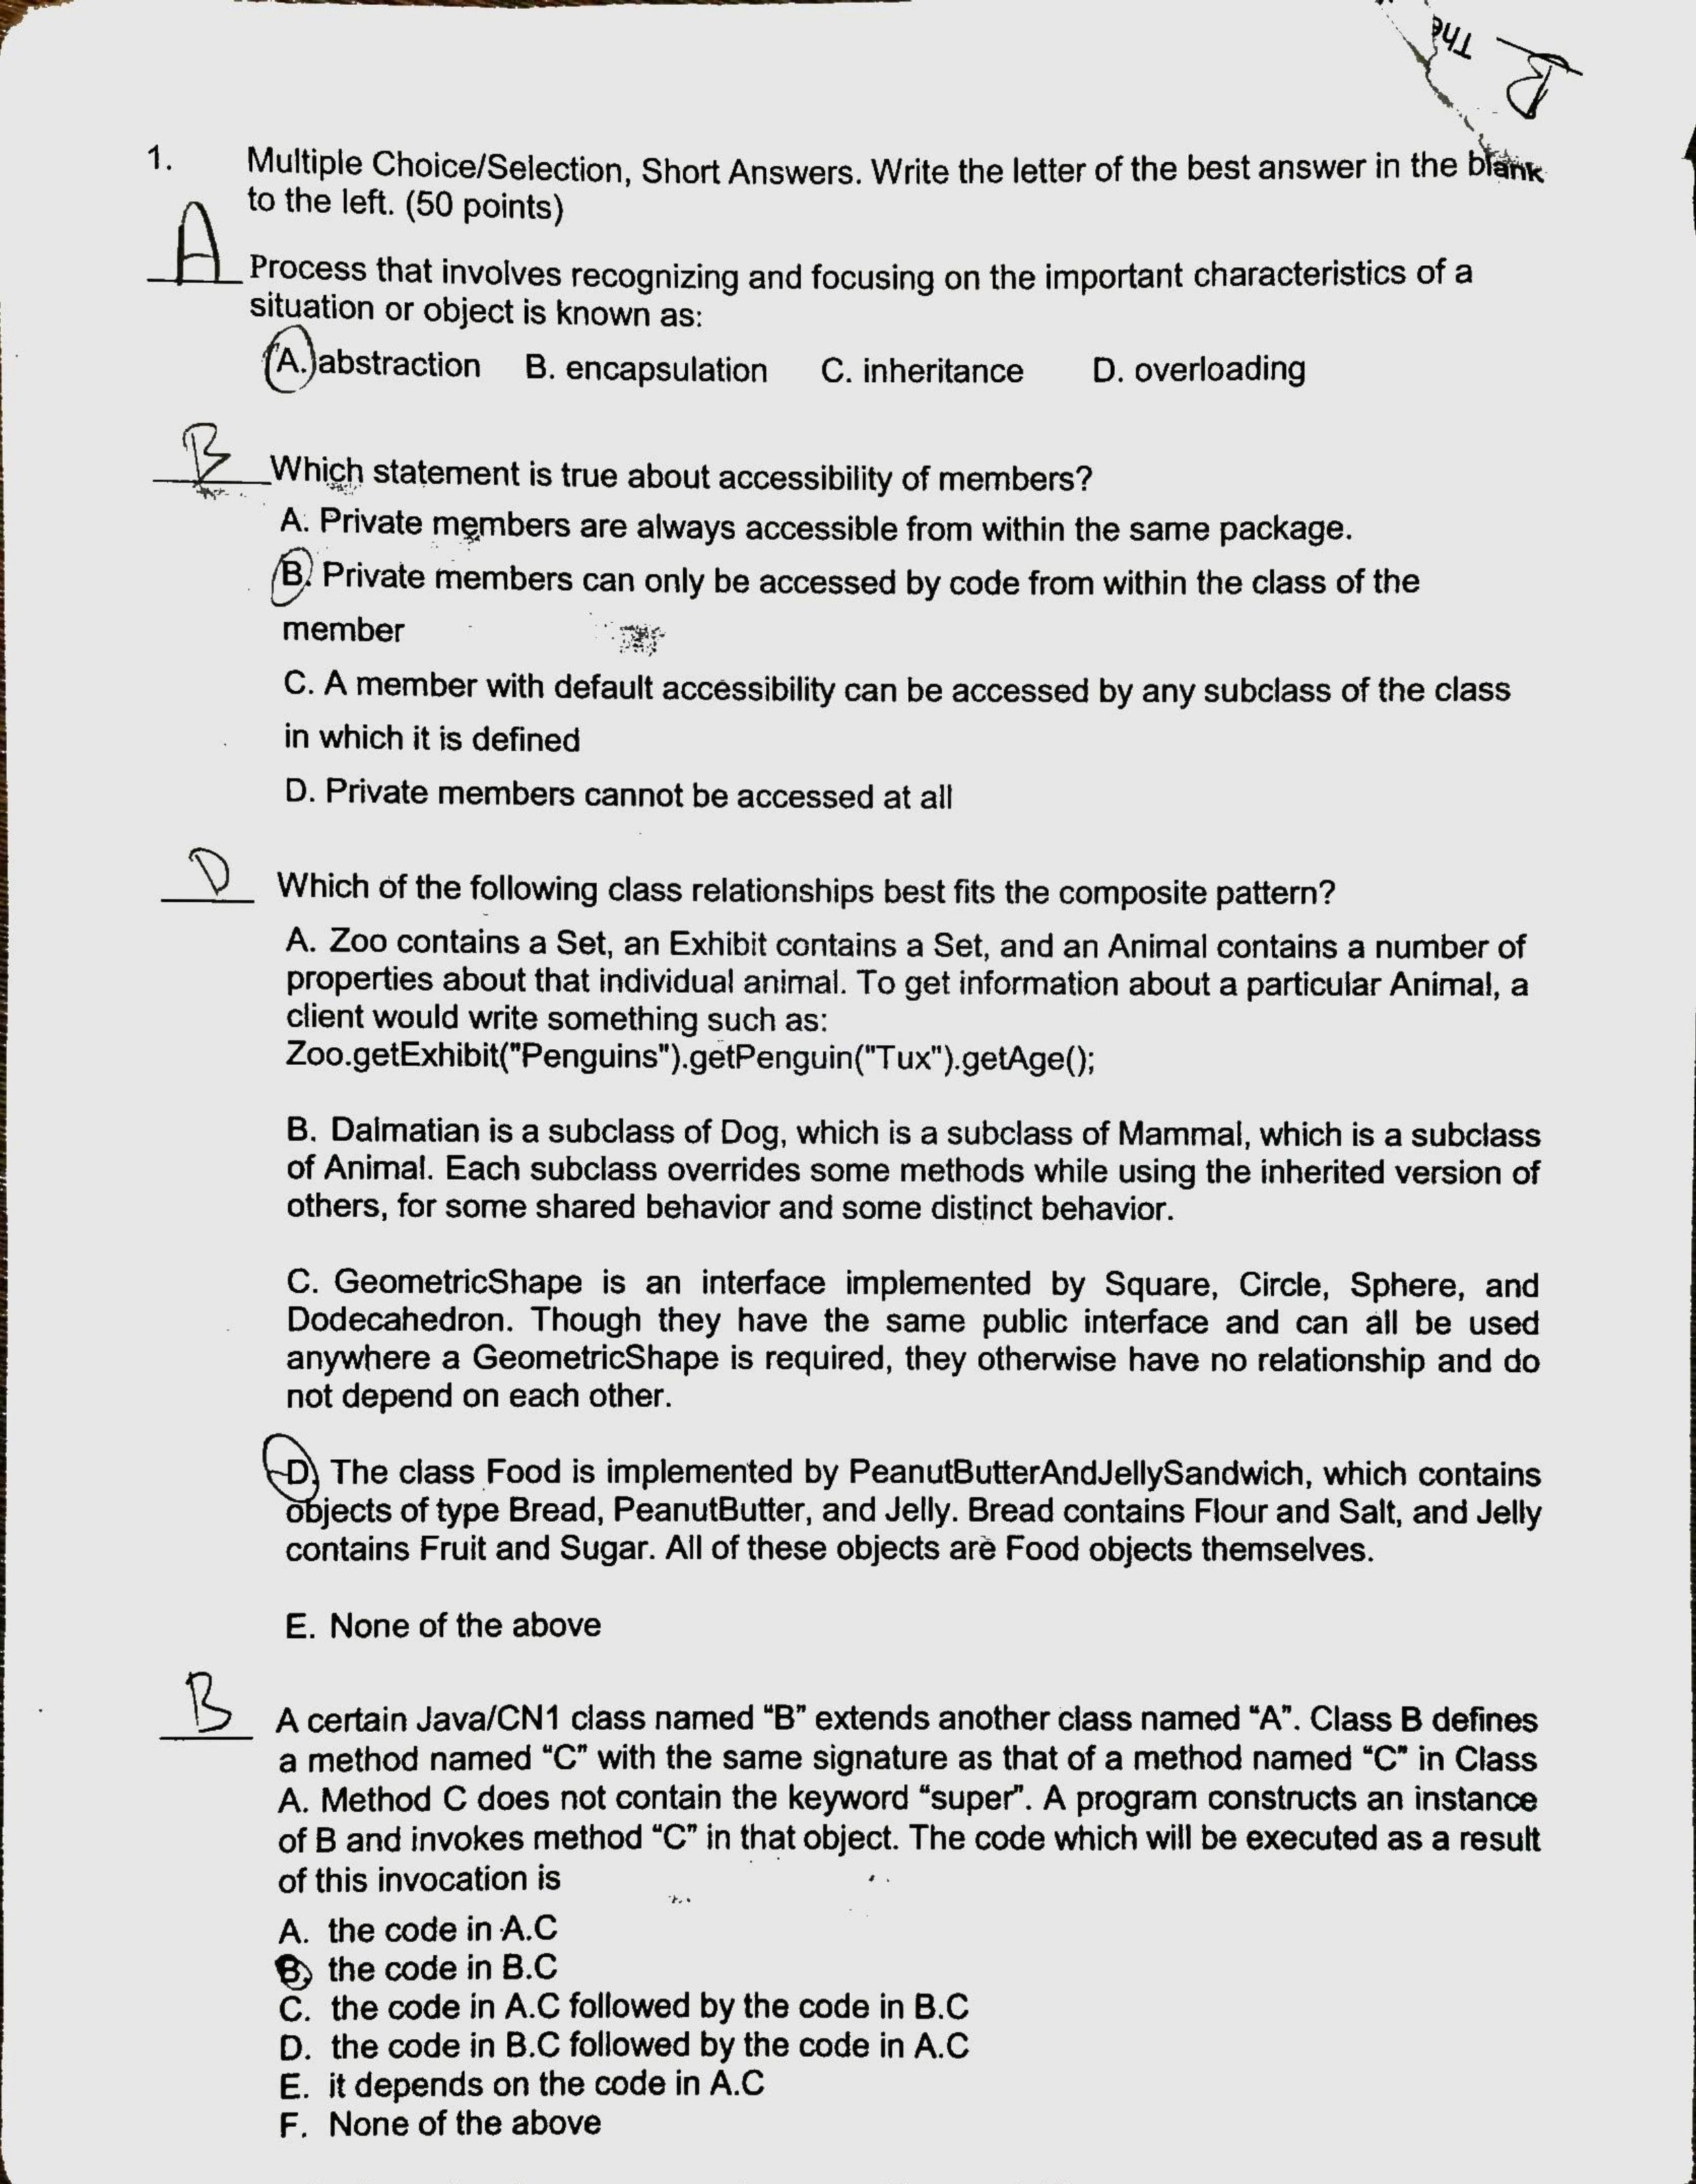 The
B
1. Multiple Choice/Selection, Short Answers. Write the letter of the best answer in the blank
to the left. (50 points)
A Process that involves recognizing and focusing on the important characteristics of a
situation or object is known as:
A. abstraction B. encapsulation C. inheritance D. overloading
B Which statement is true about accessibility of members?
A. Private members are always accessible from within the same package.
B. Private members can only be accessed by code from within the class of the
member
C. A member with default accessibility can be accessed by any subclass of the class
in which it is defined
D. Private members cannot be accessed at all
D Which of the following class relationships best fits the composite pattern?
A. Zoo contains a Set, an Exhibit contains a Set, and an Animal contains a number of
properties about that individual animal. To get information about a particular Animal, a
client would write something such as:
Zoo.getExhibit("Penguins").getPenguin("Tux").getAge();
B. Dalmatian is a subclass of Dog, which is a subclass of Mammal, which is a subclass
of Animal. Each subclass overrides some methods while using the inherited version of
others, for some shared behavior and some distinct behavior.
C. GeometricShape is an interface implemented by Square, Circle, Sphere, and
Dodecahedron. Though they have the same public interface and can all be used
anywhere a GeometricShape is required, they otherwise have no relationship and do
not depend on each other.
D. The class Food is implemented by PeanutButterAndJellySandwich, which contains
objects of type Bread, PeanutButter, and Jelly. Bread contains Flour and Salt, and Jelly
contains Fruit and Sugar. All of these objects are Food objects themselves.
E. None of the above
B A certain Java/CN1 class named “B” extends another class named “A”. Class B defines
a method named “C” with the same signature as that of a method named “C” in Class
A. Method C does not contain the keyword “super”. A program constructs an instance
of B and invokes method “C” in that object. The code which will be executed as a result
of this invocation is
A. the code in A.C
B. the code in B.C
C. the code in A.C followed by the code in B.C
D. the code in B.C followed by the code in A.C
E. it depends on the code in A.C
F. None of the above